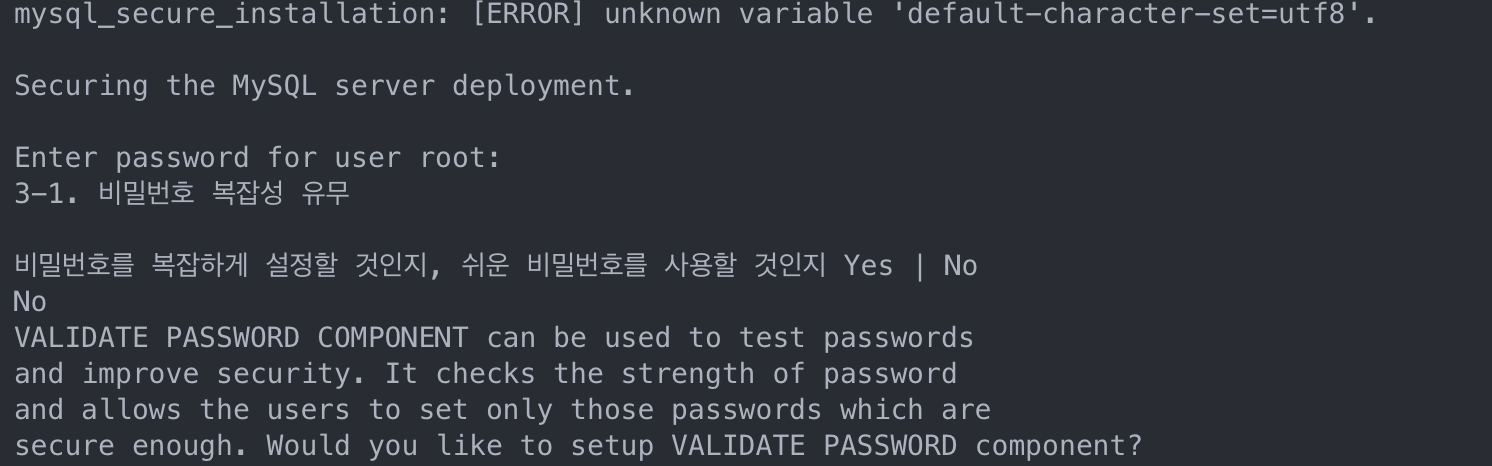 mysql_secure_installation: [ERROR] unknown variable 'default-character-set=utf8'.
Securing the MySQL server deployment.
Enter password for user root:
3-1. 비밀번호 복잡성 유무
비밀번호를 복잡하게 설정할 것인지, 쉬운 비밀번호를 사용할 것인지 Yes | No
No
VALIDATE PASSWORD COMPONENT can be used to test passwords
and improve security. It checks the strength of password
and allows the users to set only those passwords which are
secure enough. Would you like to setup VALIDATE PASSWORD component?